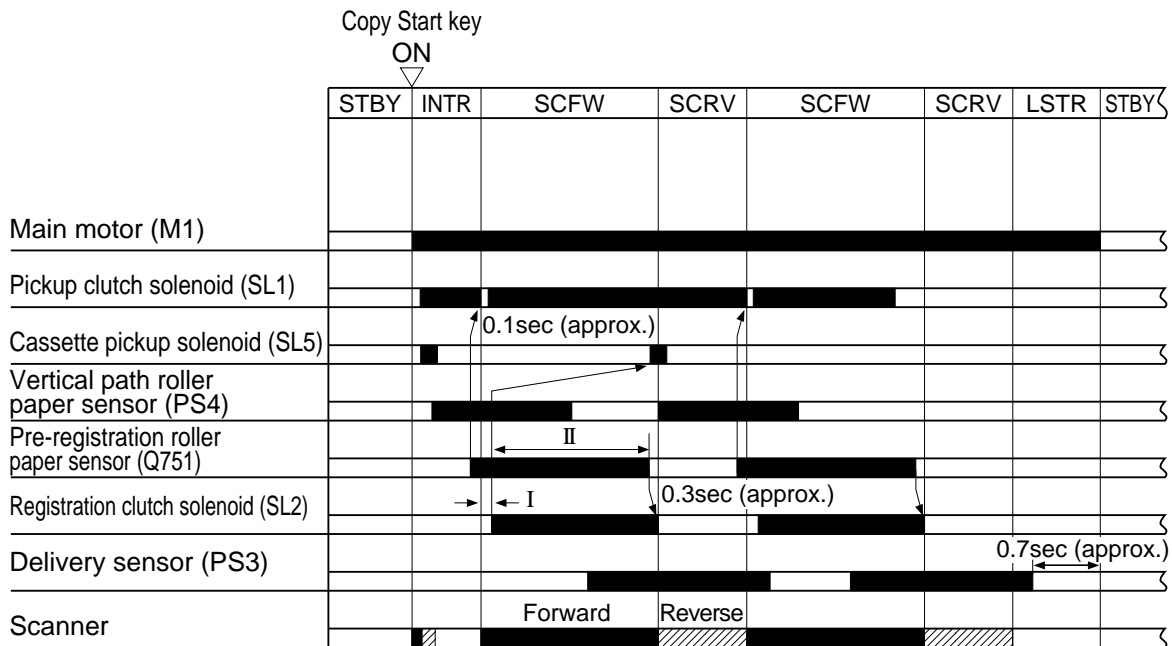 Copy Start key
ON
STBY INTR SCFW SCRV SCFW SCRV LSTR STBY
Main motor (M1)
Pickup clutch solenoid (SL1)
0.1sec (approx.)
Cassette pickup solenoid (SL5)
Vertical path roller
paper sensor (PS4)
Pre-registration roller
paper sensor (Q751)
II
Registration clutch solenoid (SL2)
I
0.3sec (approx.)
Delivery sensor (PS3)
0.7sec (approx.)
Scanner
Forward Reverse